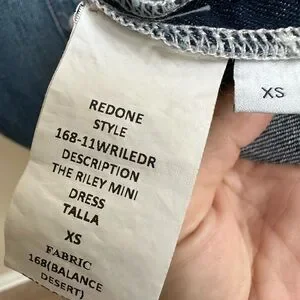 REDONE
STYLE
168-11WRILEDR
DESCRIPTION
THE RILEY MINI
DRESS
TALLA
XS
FABRIC
168(BALANCE
DESERT)
XS